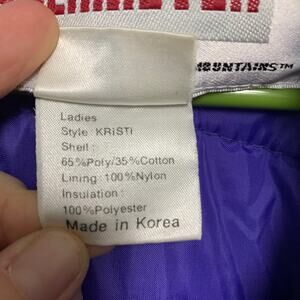 MOUNTAINS™
Ladies
Style: KRiSTi
Shell:
65%Poly/35%Cotton
Lining: 100%Nylon
Insulation:
100%Polyester
Made in Korea